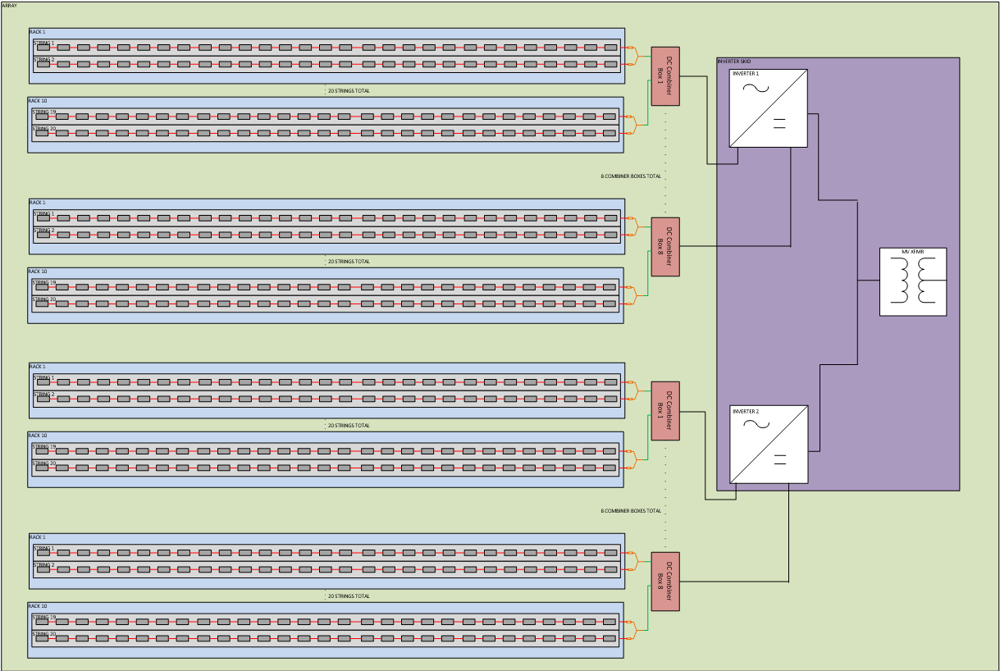 ARRAY
RACK 1
STRING 1
STRING 2
20 STRINGS TOTAL
RACK 10
STRING 19
STRING 20
DC Combiner
Box 1
8 COMBINER BOXES TOTAL
RACK 1
STRING 1
STRING 2
20 STRINGS TOTAL
RACK 10
STRING 19
STRING 20
DC Combiner
Box 8
RACK 1
STRING 1
STRING 2
20 STRINGS TOTAL
RACK 10
STRING 19
STRING 20
DC Combiner
Box 1
8 COMBINER BOXES TOTAL
RACK 1
STRING 1
STRING 2
20 STRINGS TOTAL
RACK 10
STRING 19
STRING 20
DC Combiner
Box 8
INVERTER SKID
INVERTER 1
MV XFMR
INVERTER 2